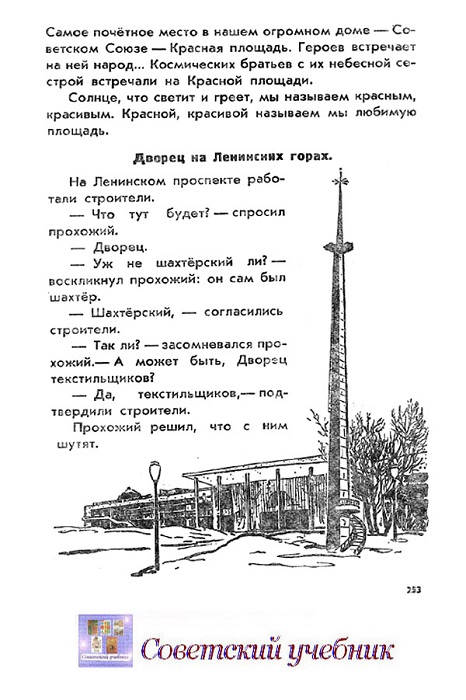 Самое почётное место в нашем огромном доме — Со-
ветском Союзе — Красная площадь. Героев встречает
на ней народ... Космических братьев с их небесной се-
строй встречали на Красной площади.
Солнце, что светит и греет, мы называем красным,
красивым. Красной, красивой называем мы любимую
площадь.
Дворец на Ленинских горах.
На Ленинском проспекте рабо-
тали строители.
— Что тут будет? — спросил
прохожий.
— Дворец.
— Уж не шахтёрский ли? —
воскликнул прохожий: он сам был
шахтёр.
— Шахтёрский, — согласились
строители.
— Так ли? — засомневался про-
хожий.— А может быть, Дворец
текстильщиков?
— Да, текстильщиков,— под-
твердили строители.
Прохожий решил, что с ним
шутят.
253
Советский учебник